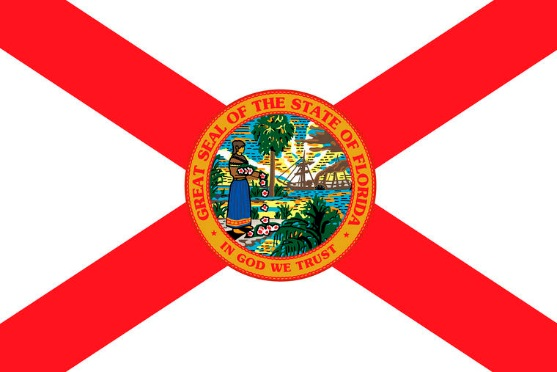 GREAT SEAL OF THE STATE OF FLORIDA
IN GOD WE TRUST